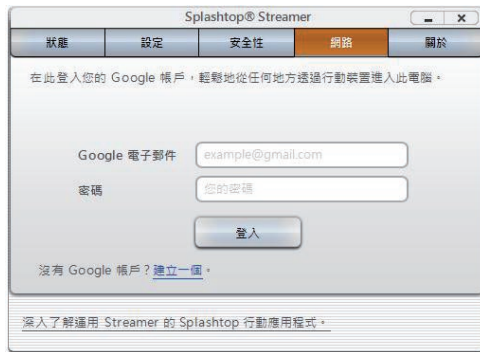 Splashtop® Streamer
狀態 設定 安全性 網路 關於
在此登入您的 Google 帳戶，輕鬆地從任何地方透過行動裝置進入此電腦。
Google 電子郵件 example@gmail.com
密碼 您的密碼
登入
沒有 Google 帳戶？建立一個。
深入了解運用 Streamer 的 Splashtop 行動應用程式。